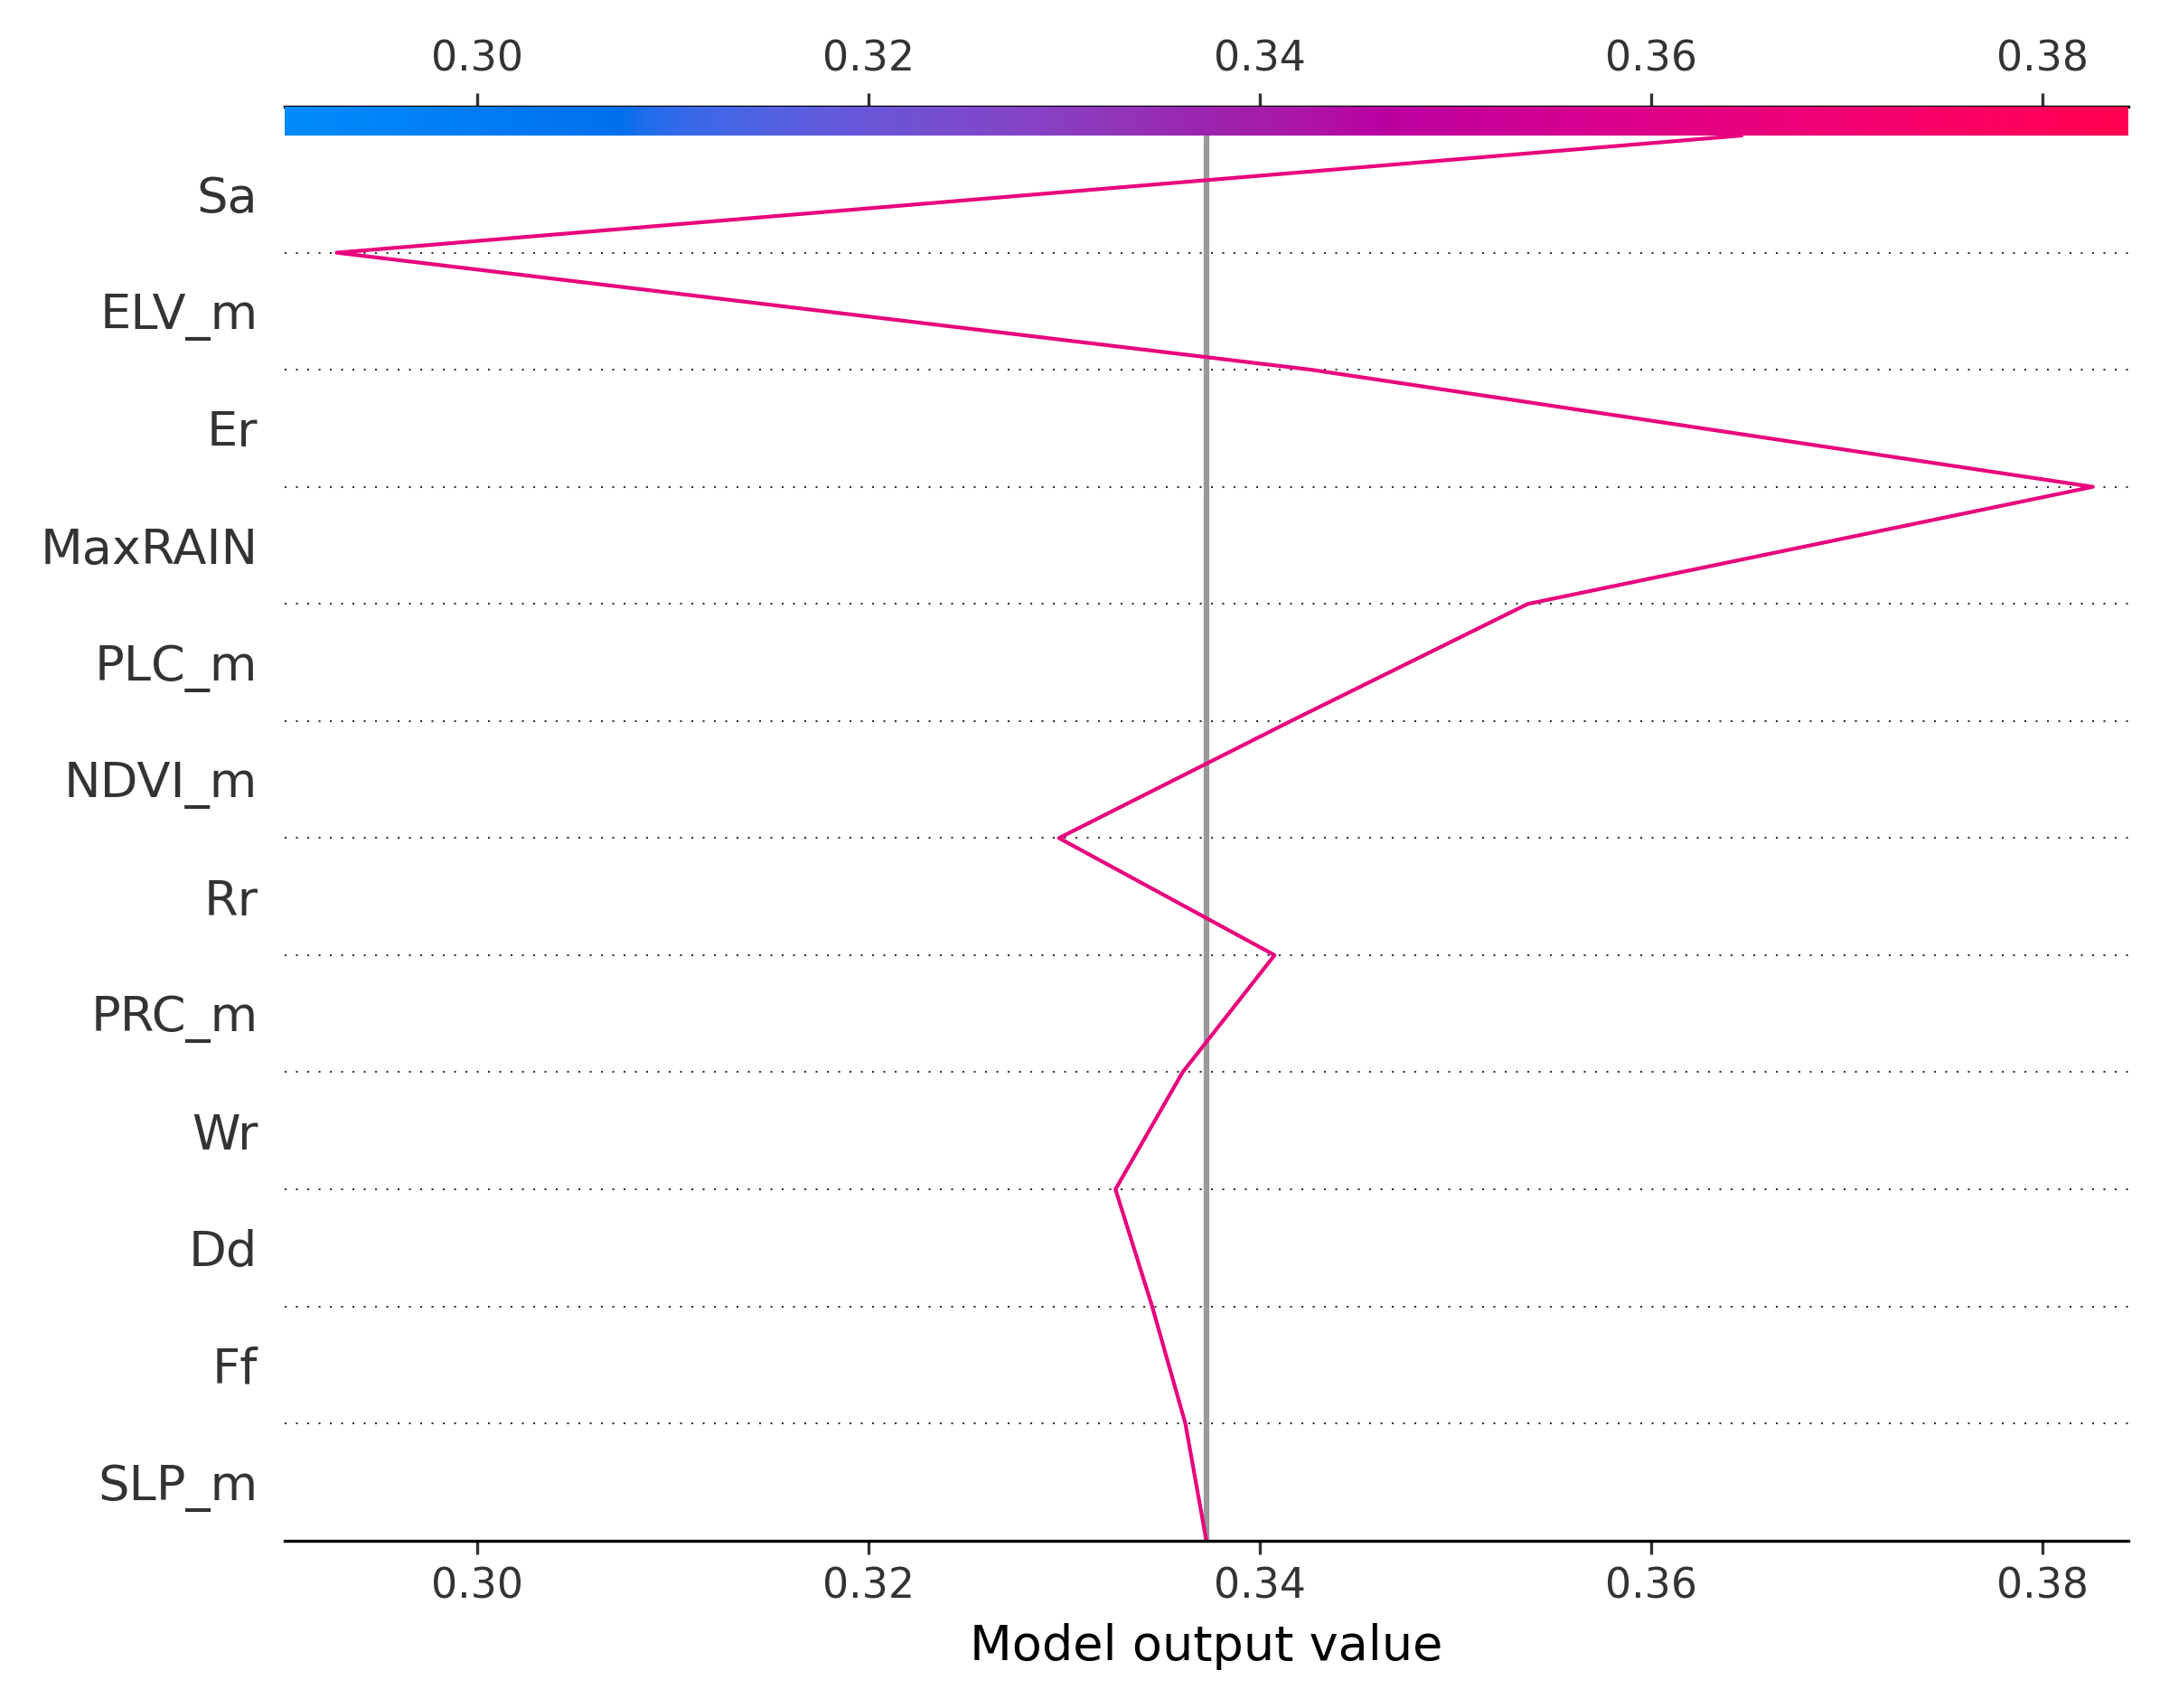 0.30 0.32 0.34 0.36 0.38
Sa
ELV_m
Er
MaxRAIN
PLC_m
NDVI_m
Rr
PRC_m
Wr
Dd
Ff
SLP_m
0.30 0.32 0.34 0.36 0.38
Model output value